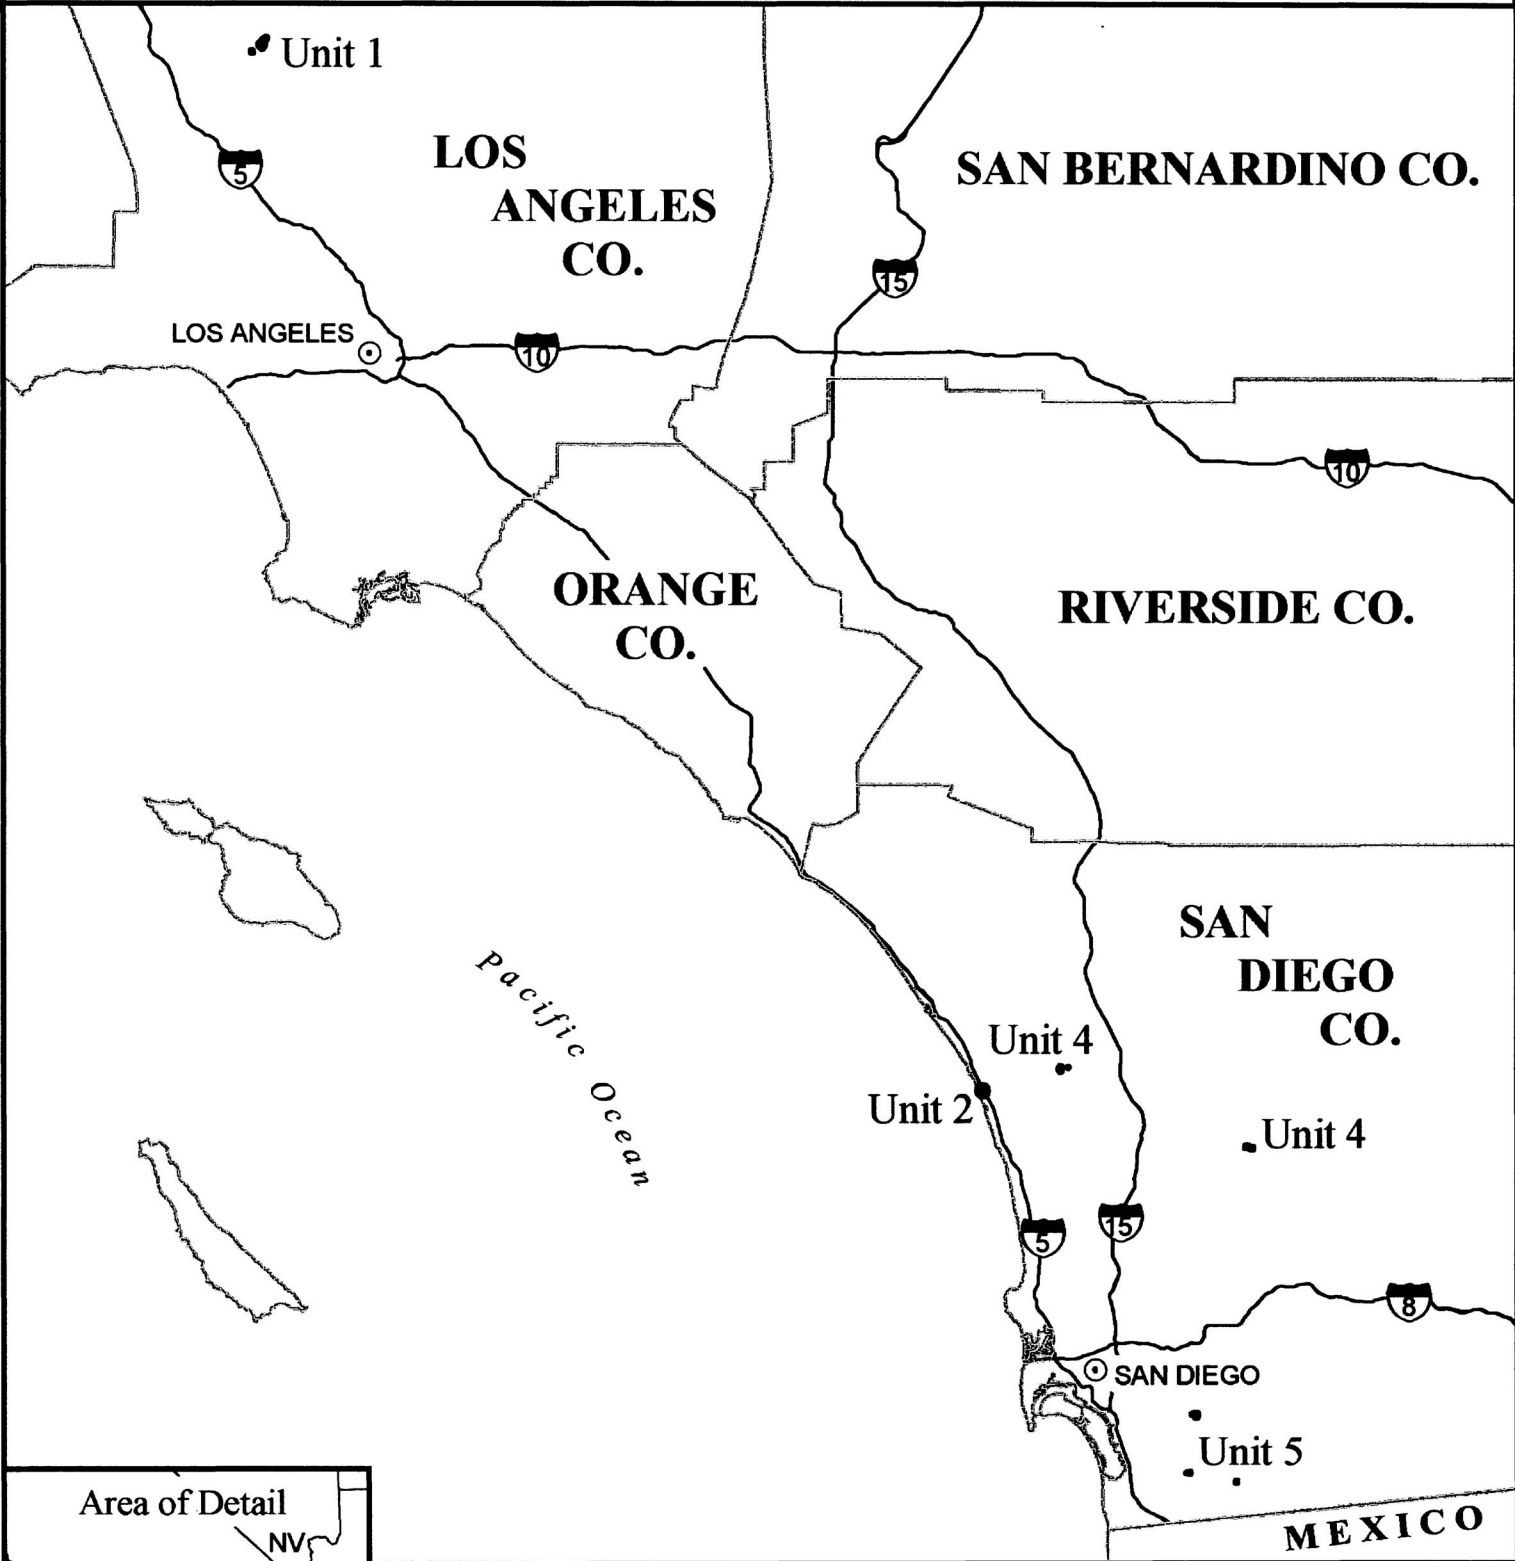 Unit 1
LOS
ANGELES
CO.
5
SAN BERNARDINO CO.
15
LOS ANGELES
10
10
ORANGE
CO.
RIVERSIDE CO.
SAN
DIEGO
CO.
Pacific Ocean
Unit 4
Unit 2
Unit 4
5
15
8
SAN DIEGO
Unit 5
Area of Detail
NV
MEXICO